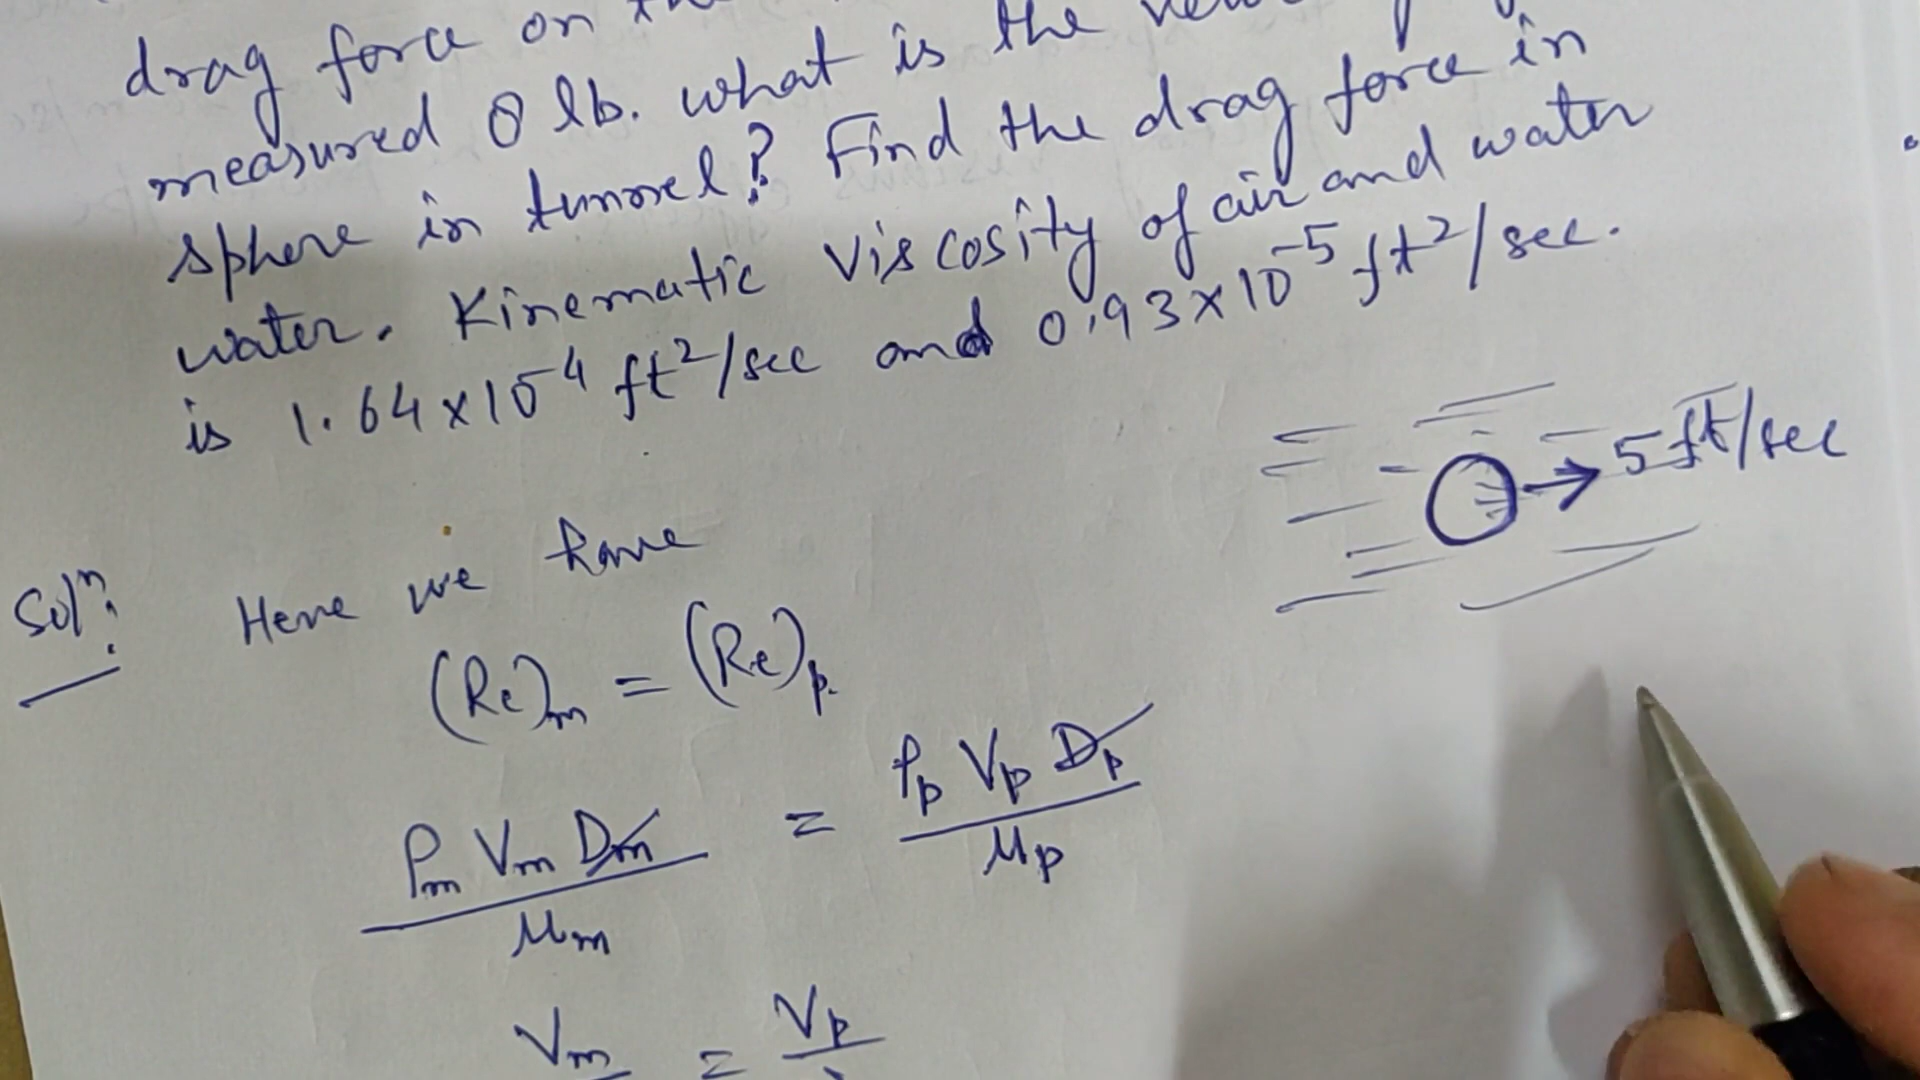 drag force on the
measured 8 lb. what is the
sphere in tunnel? Find the drag force in
water. Kinematic viscosity of air and water
is 1.64 x 10^-4 ft²/sec and 0.93 x 10^-5 ft²/sec.
→ 5 ft/sec
Solⁿ: Here we have
(Re)m = (Re)p.
ρm Vm Dm / μm = ρp Vp Dp / μp
Vm = Vp